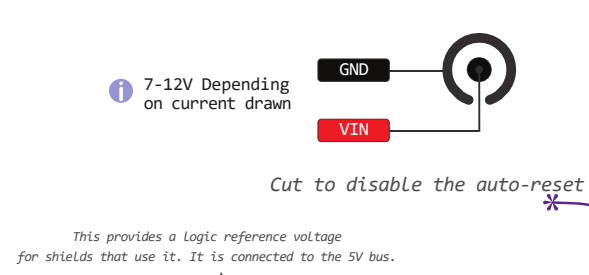 GND
7-12V Depending
on current drawn
VIN
Cut to disable the auto-reset
This provides a logic reference voltage
for shields that use it. It is connected to the 5V bus.